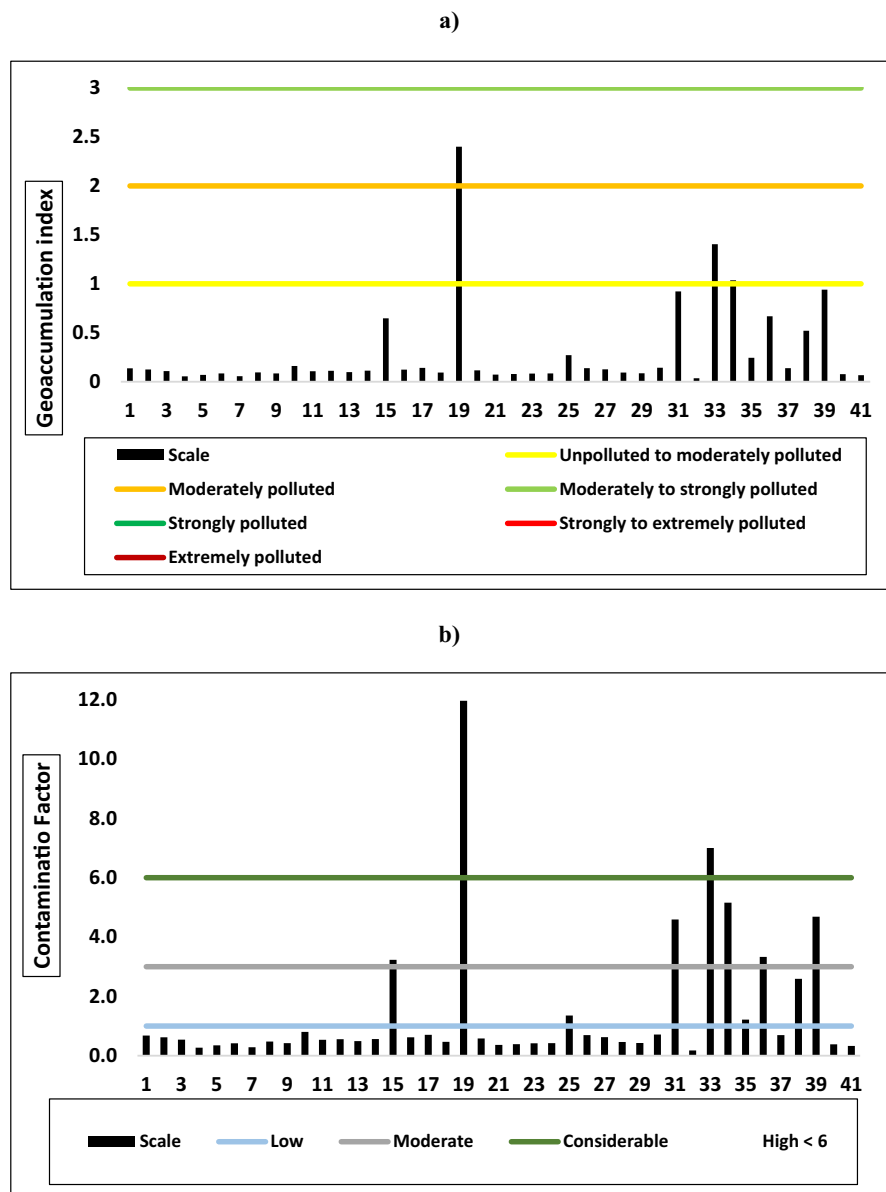 a)
3
2.5
2
1.5
1
0.5
0
Geoaccumulation index
1 3 5 7 9 11 13 15 17 19 21 23 25 27 29 31 33 35 37 39 41
Scale Unpolluted to moderately polluted
Moderately polluted Moderately to strongly polluted
Strongly polluted Strongly to extremely polluted
Extremely polluted
b)
12.0
10.0
8.0
6.0
4.0
2.0
0.0
Contaminatio Factor
1 3 5 7 9 11 13 15 17 19 21 23 25 27 29 31 33 35 37 39 41
Scale Low Moderate Considerable High < 6